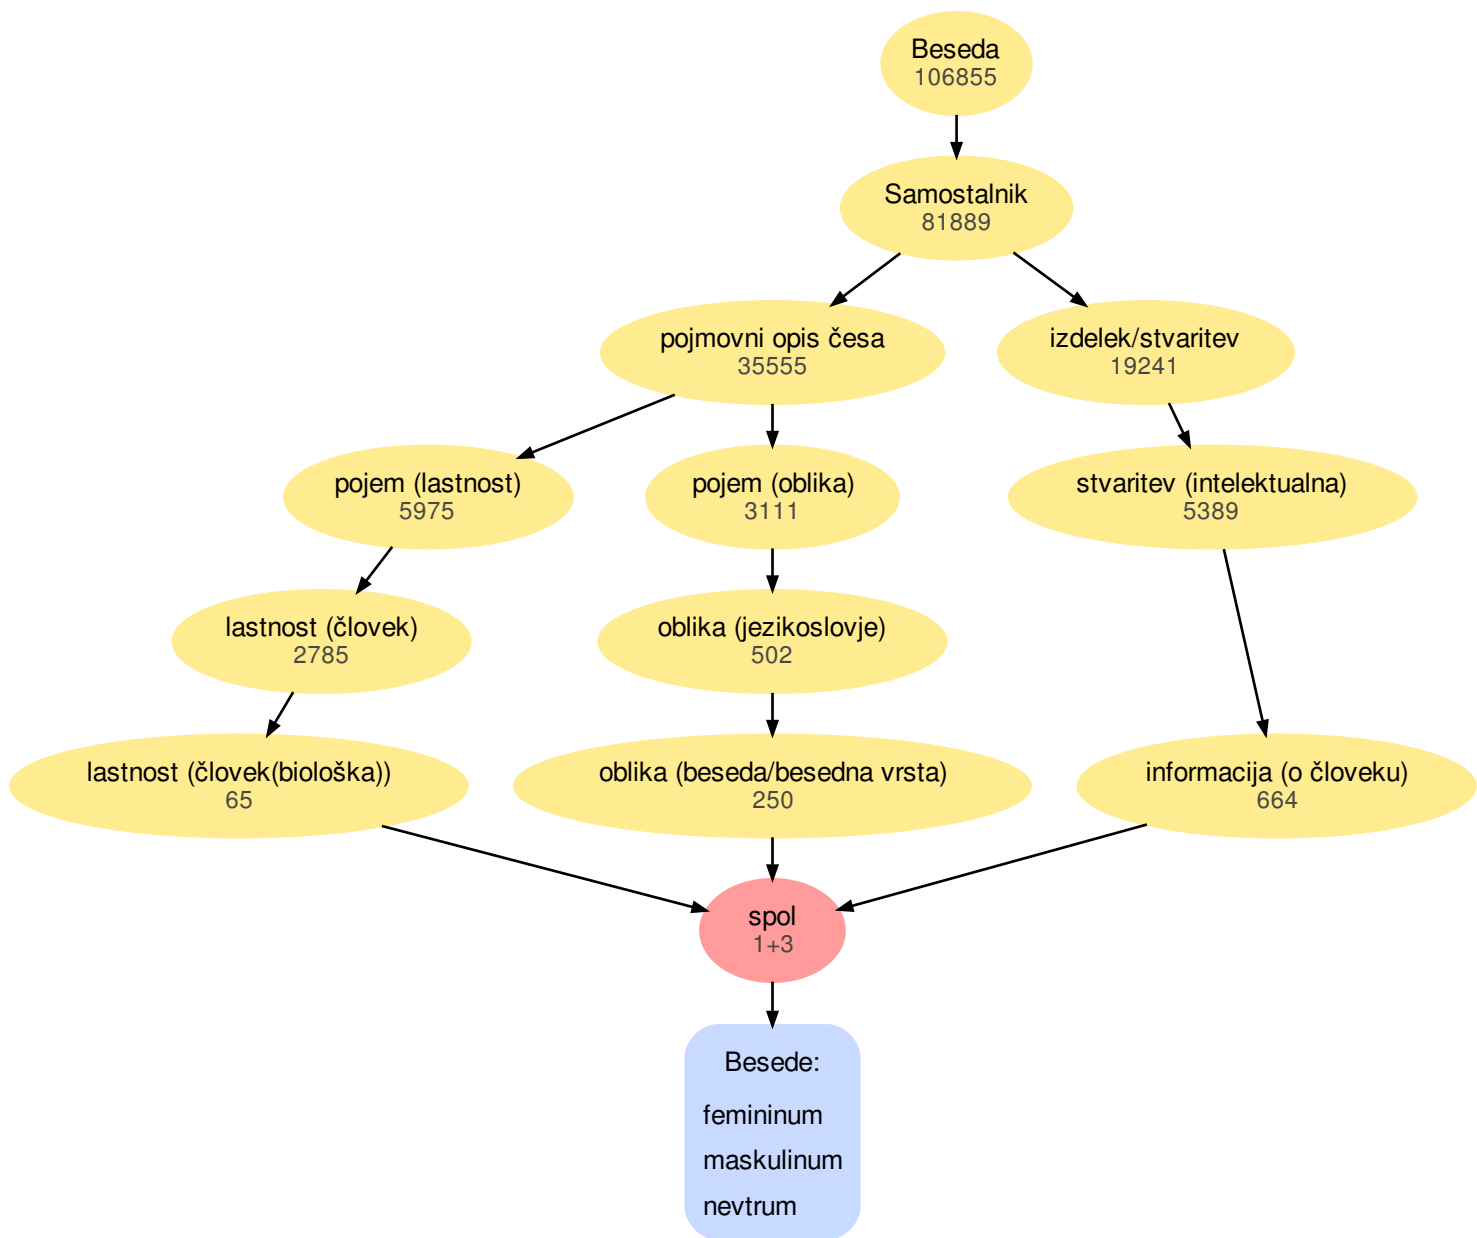 Beseda
106855
Samostalnik
81889
pojmovni opis česa
35555
izdelek/stvaritev
19241
pojem (lastnost)
5975
pojem (oblika)
3111
stvaritev (intelektualna)
5389
lastnost (človek)
2785
oblika (jezikoslovje)
502
lastnost (človek(biološka))
65
oblika (beseda/besedna vrsta)
250
informacija (o človeku)
664
spol
1+3
Besede:
femininum
maskulinum
nevtrum